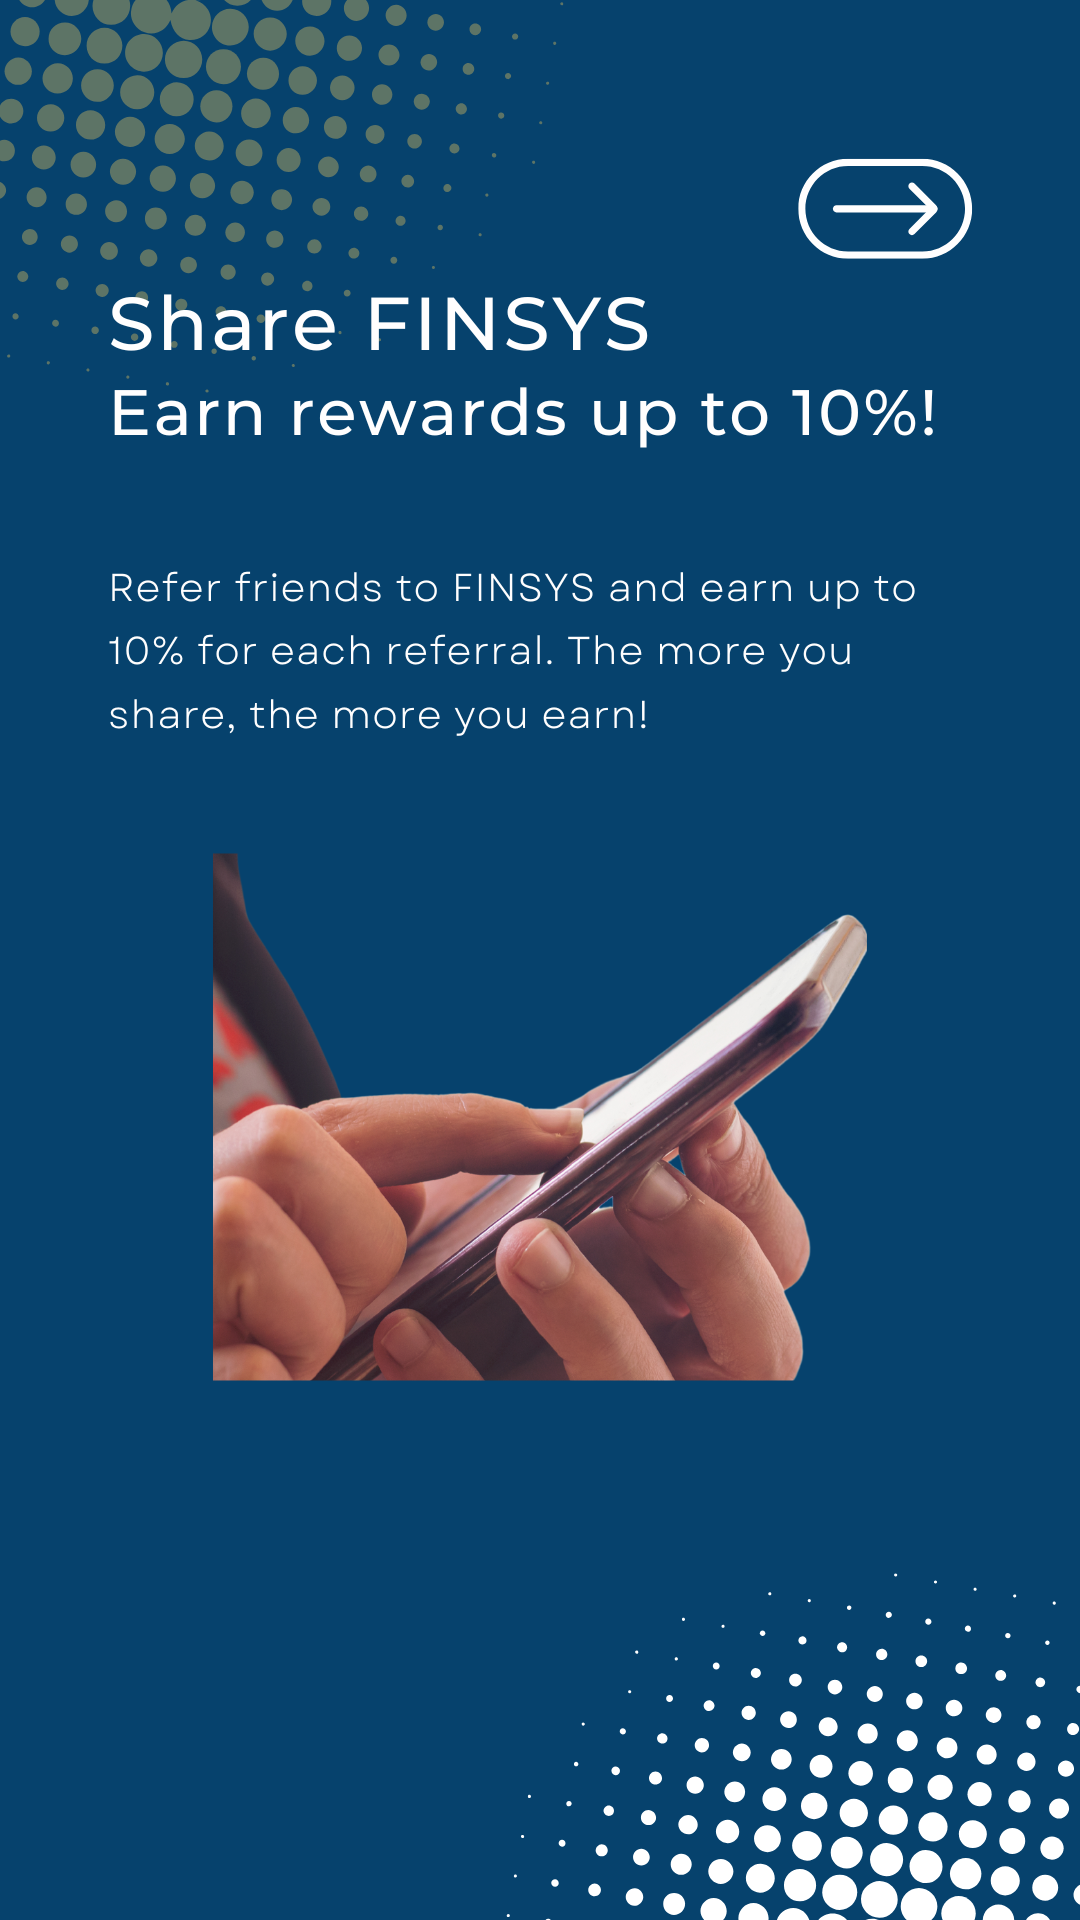 Share FINSYS
Earn rewards up to 10%!
Refer friends to FINSYS and earn up to
10% for each referral. The more you
share, the more you earn!